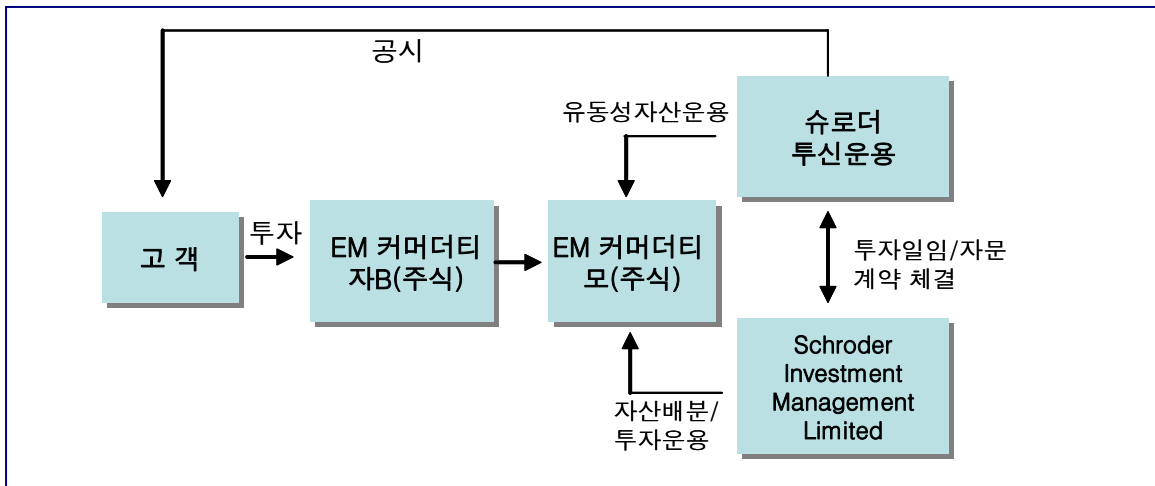 공시
유동성자산운용
슈로더
투신운용
고 객
투자
EM 커머더티
자B(주식)
EM 커머더티
모(주식)
투자일임/자문
계약 체결
자산배분/
투자운용
Schroder
Investment
Management
Limited